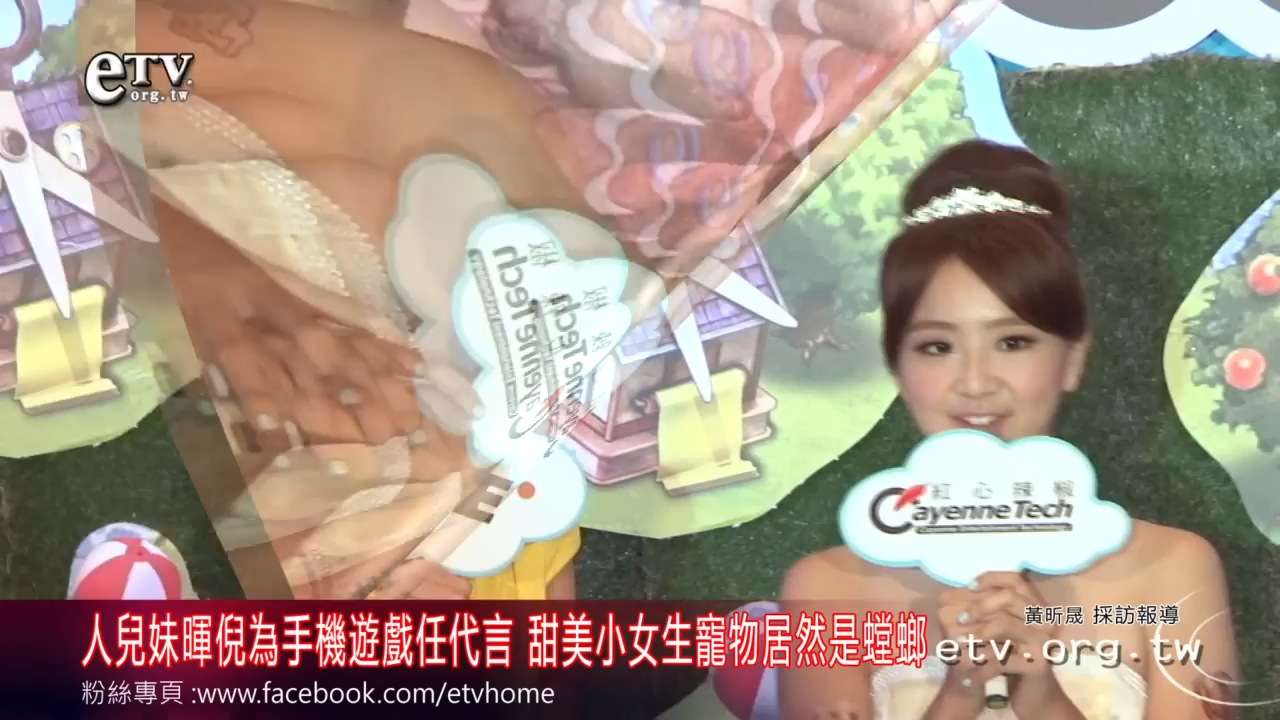 eTV.
org.tw
CayenneTech
CayenneTech
紅心辣椒
CayenneTech
黃昕晟 採訪報導
人兒妹暉倪為手機遊戲任代言 甜美小女生寵物居然是螳螂
etv.org.tw
粉絲專頁 :www.facebook.com/etvhome